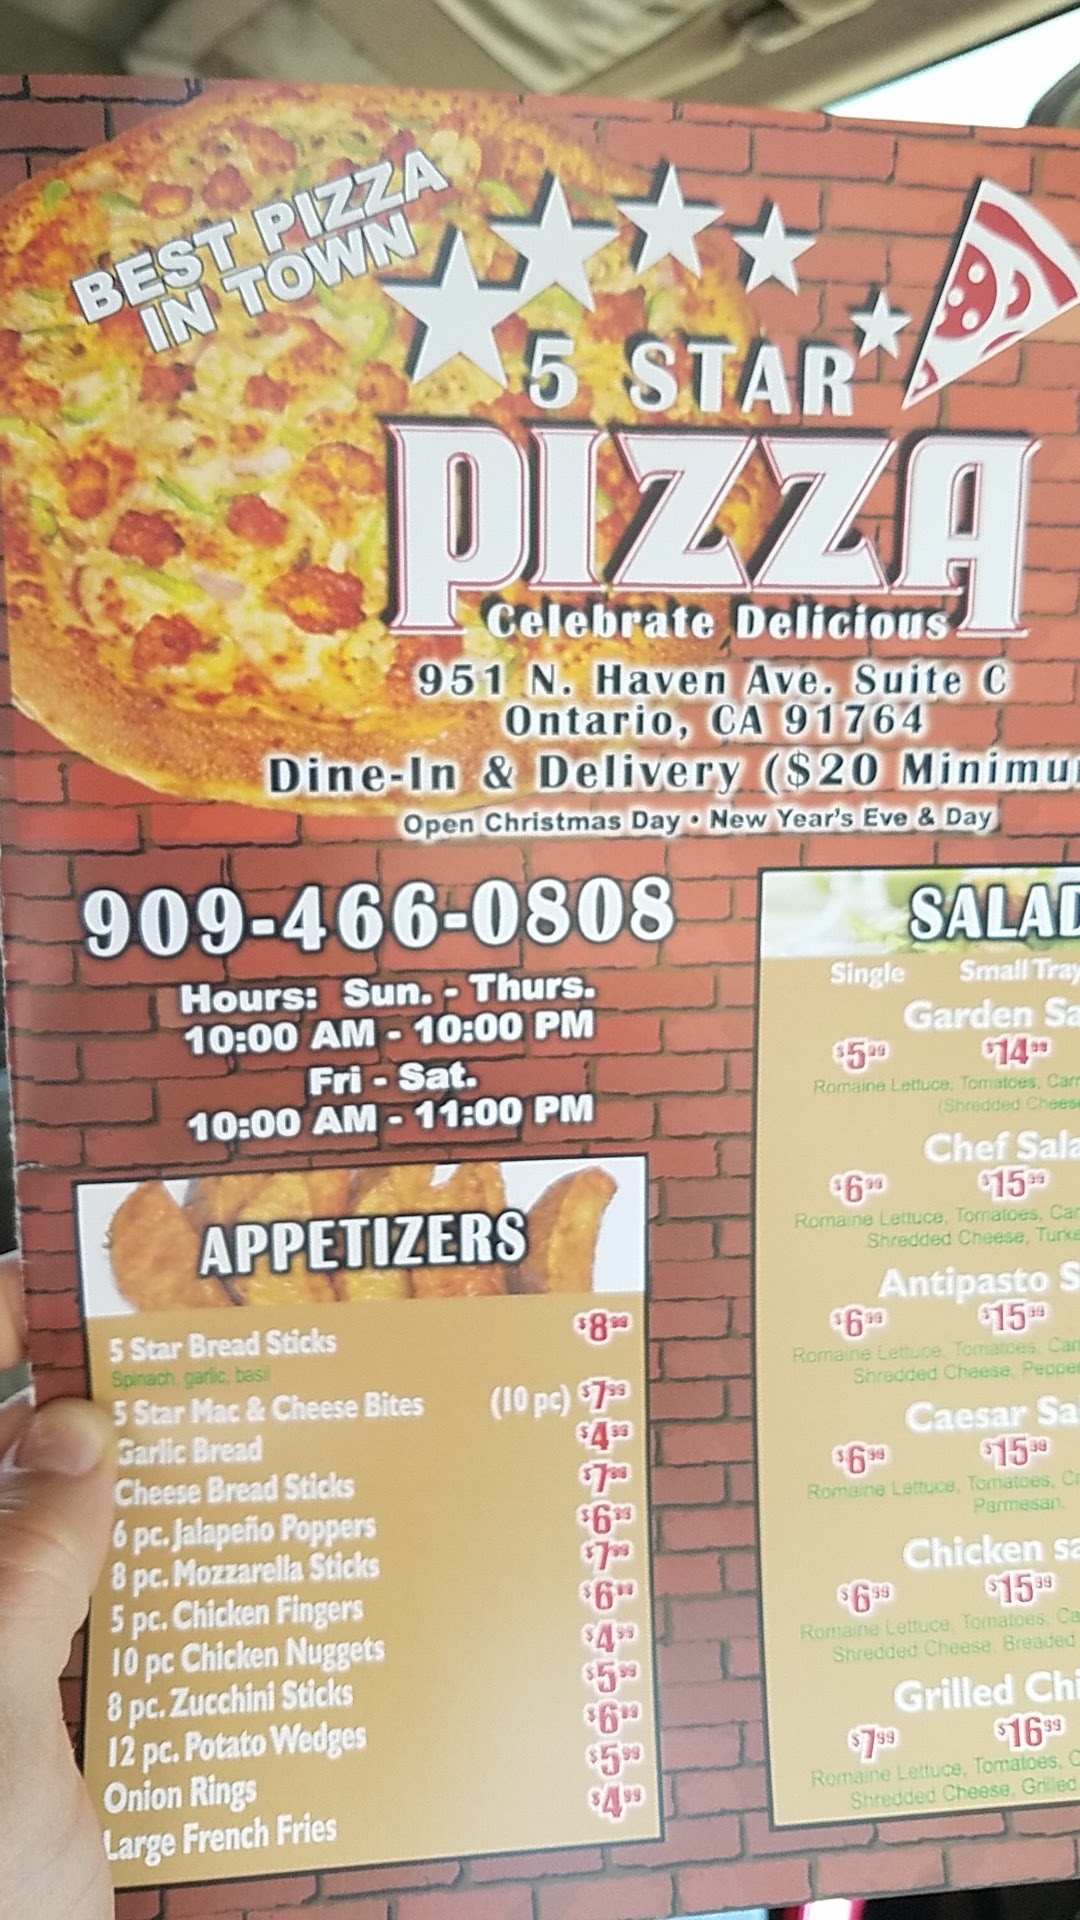 BEST PIZZA
IN TOWN
5 STAR
PIZZA
Celebrate Delicious
951 N. Haven Ave. Suite C
Ontario, CA 91764
Dine-In & Delivery ($20 Minimu
Open Christmas Day • New Year's Eve & Day
909-466-0808
Hours: Sun. - Thurs.
10:00 AM - 10:00 PM
Fri - Sat.
10:00 AM - 11:00 PM
APPETIZERS
5 Star Bread Sticks $8.99
Spinach, garlic, basil
5 Star Mac & Cheese Bites (10 pc) $7.99
Garlic Bread $4.99
Cheese Bread Sticks $7.99
6 pc. Jalapeño Poppers $6.99
8 pc. Mozzarella Sticks $7.99
5 pc. Chicken Fingers $6.99
10 pc Chicken Nuggets $4.99
8 pc. Zucchini Sticks $5.99
12 pc. Potato Wedges $6.99
Onion Rings $5.99
Large French Fries $4.99
SALAD
Single Small Tray
Garden Sa
$5.99 $14.99
Romaine Lettuce, Tomatoes, Carr
(Shredded Cheese
Chef Sala
$6.99 $15.99
Romaine Lettuce, Tomatoes, Car
Shredded Cheese, Turke
Antipasto S
$6.99 $15.99
Romaine Lettuce, Tomatoes, Car
Shredded Cheese, Pepper
Caesar Sa
$6.99 $15.99
Romaine Lettuce, Tomatoes, C
Parmesan.
Chicken sa
$6.99 $15.99
Romaine Lettuce, Tomatoes, Ca
Shredded Cheese, Breaded
Grilled Chi
$7.99 $16.99
Romaine Lettuce, Tomatoes, C
Shredded Cheese, Grilled